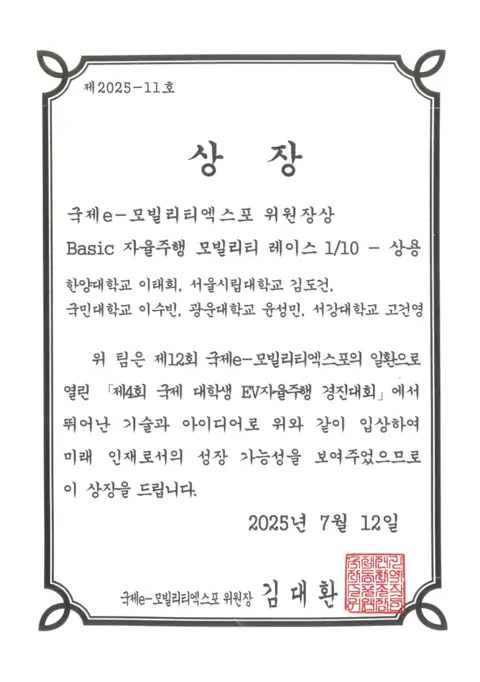 제2025-11호
상 장
국제e-모빌리티엑스포 위원장상
Basic 자율주행 모빌리티 레이스 1/10 - 상용
한양대학교 이태희, 서울시립대학교 김도건,
국민대학교 이수빈, 광운대학교 윤성민, 서강대학교 고건영
위 팀은 제12회 국제e-모빌리티엑스포의 일환으로
열린 「제4회 국제 대학생 EV자율주행 경진대회」에서
뛰어난 기술과 아이디어로 위와 같이 입상하여
미래 인재로서의 성장 가능성을 보여주었으므로
이 상장을 드립니다.
2025년 7월 12일
국제e-모빌리티엑스포 위원장 김대환